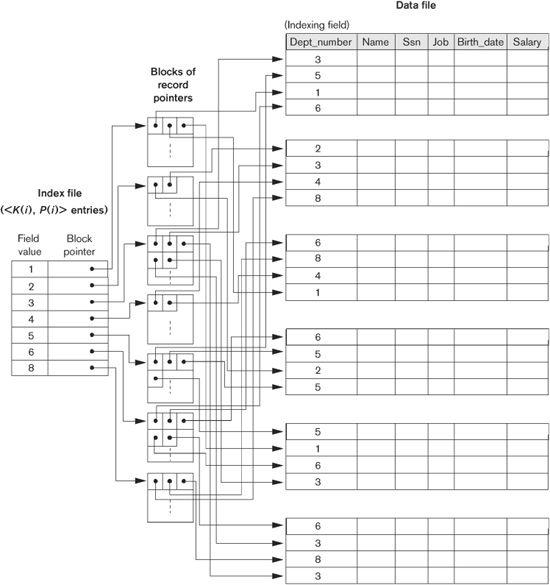 Data file
(Indexing field)
Dept_number Name Ssn Job Birth_date Salary
3
5
1
6
Blocks of
record
pointers
2
3
4
8
Index file
(<K(i), P(i)> entries)
Field
value
Block
pointer
1
2
3
4
5
6
8
6
8
4
1
6
5
2
5
5
1
6
3
6
3
8
3